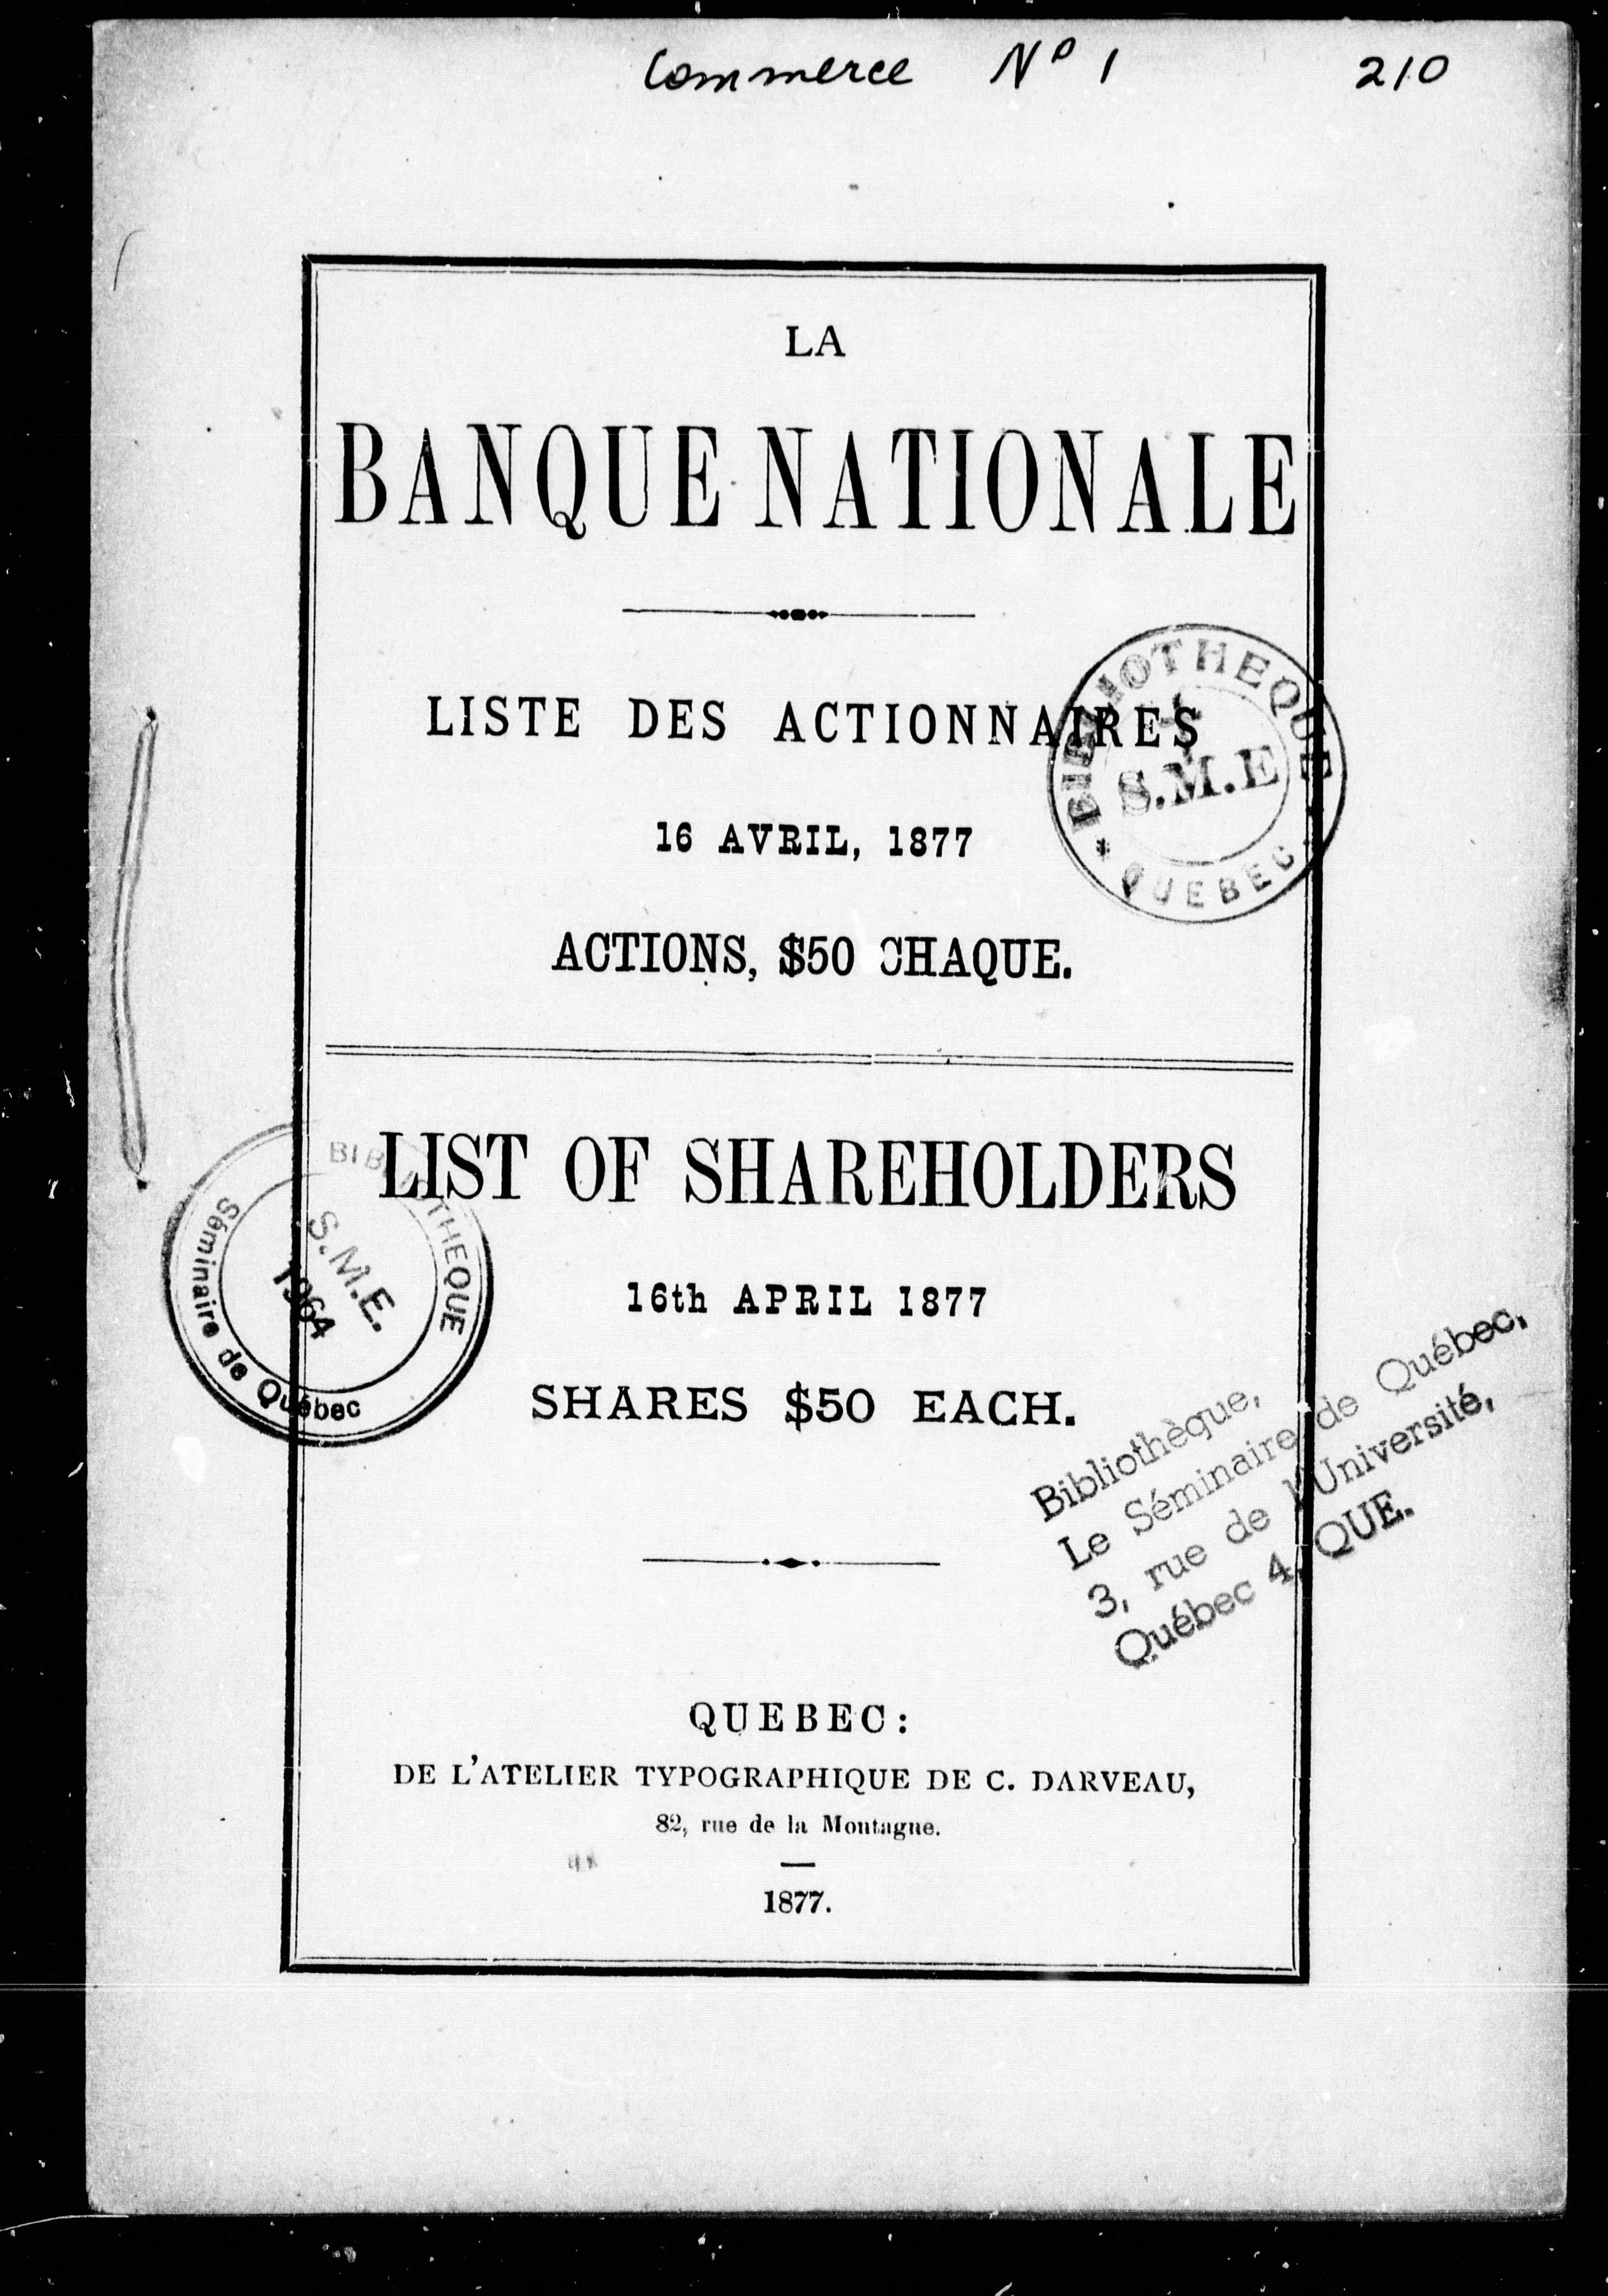 Commerce Nº 1 210
LA
BANQUE NATIONALE
LISTE DES ACTIONNAIRES
16 AVRIL, 1877
ACTIONS, $50 CHAQUE.
BIBLIOTHEQUE
S.M.E
* QUEBEC
LIST OF SHAREHOLDERS
16th APRIL 1877
SHARES $50 EACH.
BIBLIOTHEQUE
S.M.E.
1964
Séminaire de Québec
Bibliothèque,
Le Séminaire de Québec,
3, rue de l'Université,
Québec 4, QUE.
QUEBEC:
DE L'ATELIER TYPOGRAPHIQUE DE C. DARVEAU,
82, rue de la Montagne.
1877.